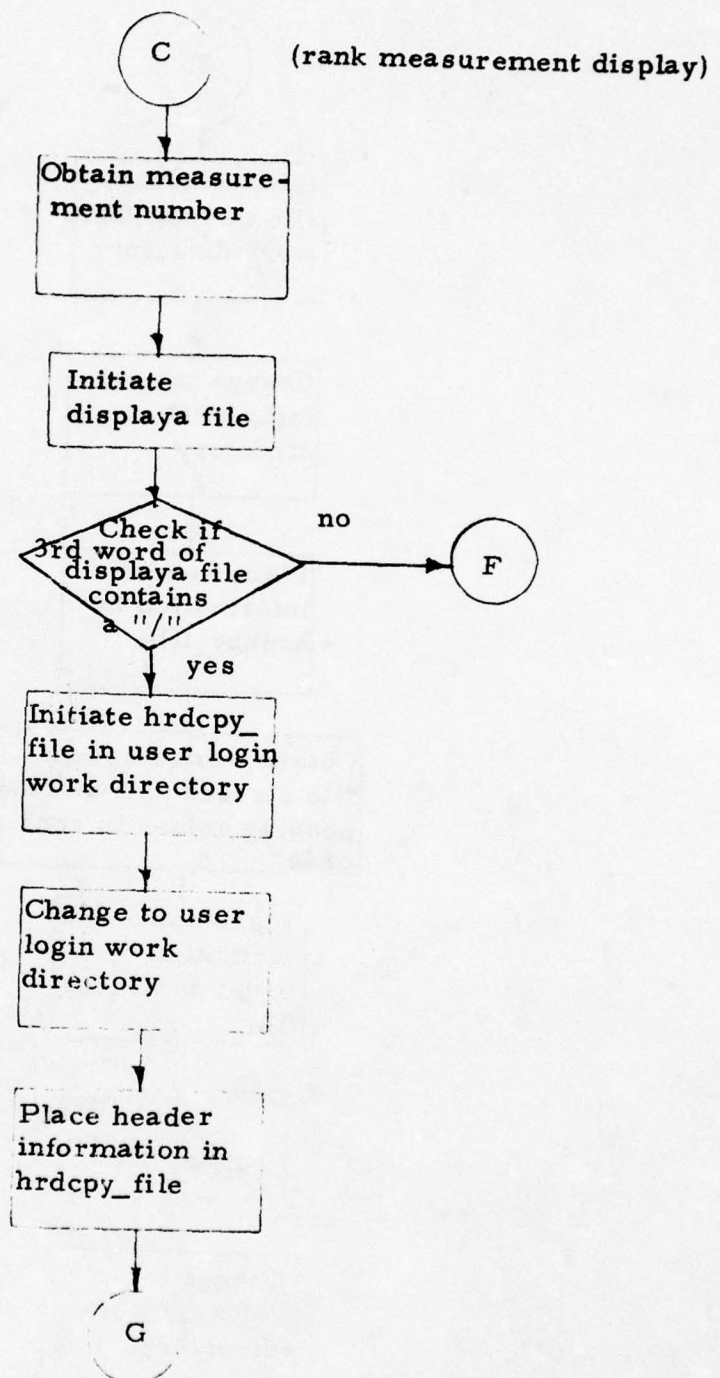 C
(rank measurement display)
Obtain measure-
ment number
Initiate
displaya file
Check if
3rd word of
displaya file
contains
a "/"
no
F
yes
Initiate hrdcpy_
file in user login
work directory
Change to user
login work
directory
Place header
information in
hrdcpy_file
G